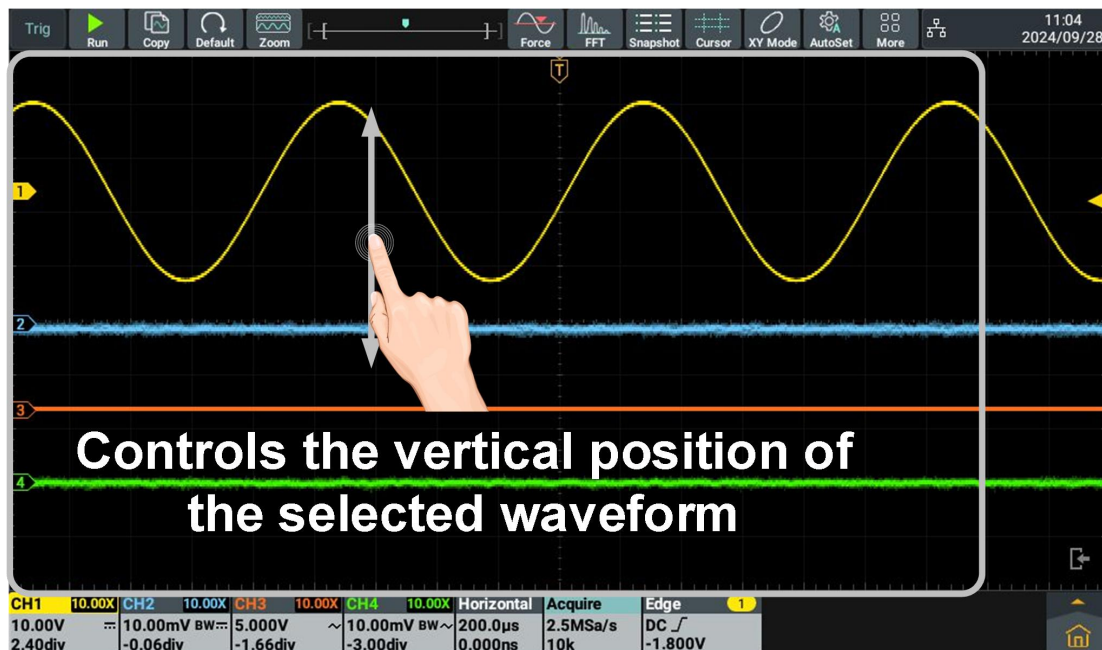 Trig Run Copy Default Zoom Force FFT Snapshot Cursor XY Mode AutoSet More 11:04
2024/09/28
T
1
2
3
Controls the vertical position of
4
the selected waveform
CH1 10.00X CH2 10.00X CH3 10.00X CH4 10.00X Horizontal Acquire Edge 1
10.00V 10.00mV BW 5.000V 10.00mV BW 200.0μs 2.5MSa/s DC
2.40div -0.06div -1.66div -3.00div 0.000ns 10k -1.800V